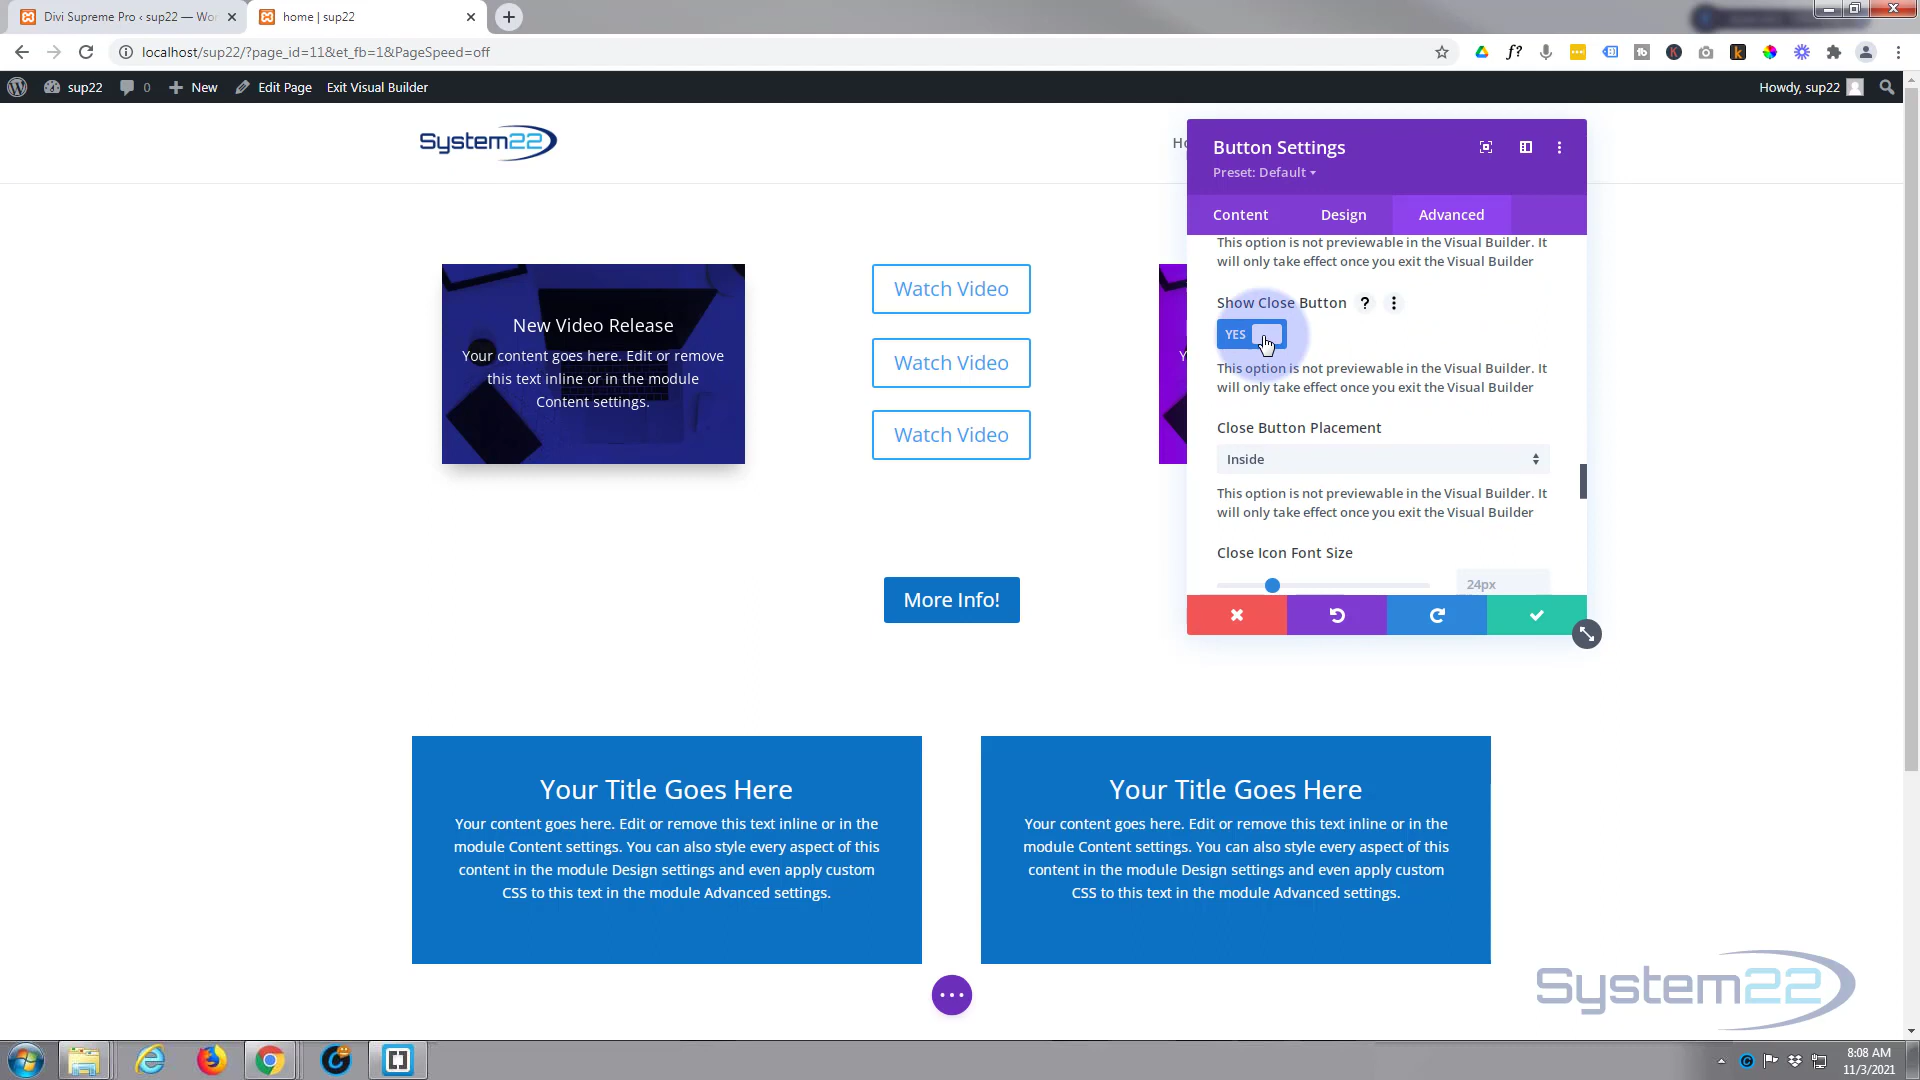 Divi Supreme Pro ‹ sup22 — Wor
home | sup22
localhost/sup22/?page_id=11&et_fb=1&PageSpeed=off
sup22
0
New
Edit Page
Exit Visual Builder
Howdy, sup22
System22
Ho
Button Settings
Preset: Default
Content
Design
Advanced
This option is not previewable in the Visual Builder. It
will only take effect once you exit the Visual Builder
Show Close Button ?
YES
This option is not previewable in the Visual Builder. It
will only take effect once you exit the Visual Builder
Close Button Placement
Inside
This option is not previewable in the Visual Builder. It
will only take effect once you exit the Visual Builder
Close Icon Font Size
24px
New Video Release
Your content goes here. Edit or remove
this text inline or in the module
Content settings.
Watch Video
Watch Video
Watch Video
Y
More Info!
Your Title Goes Here
Your content goes here. Edit or remove this text inline or in the
module Content settings. You can also style every aspect of this
content in the module Design settings and even apply custom
CSS to this text in the module Advanced settings.
Your Title Goes Here
Your content goes here. Edit or remove this text inline or in the
module Content settings. You can also style every aspect of this
content in the module Design settings and even apply custom
CSS to this text in the module Advanced settings.
System22
8:08 AM
11/3/2021